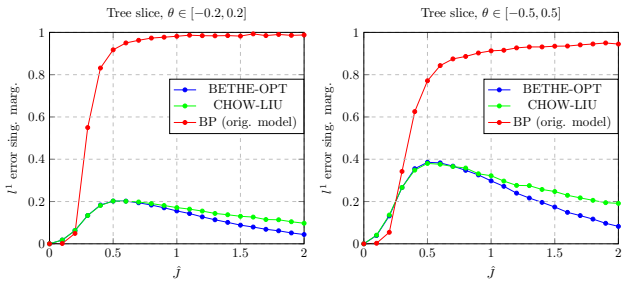 Tree slice, θ ∈ [−0.2, 0.2]
l¹ error sing. marg.
1
0.8
0.6
0.4
0.2
0
0 0.5 1 1.5 2
Ĵ
BETHE-OPT
CHOW-LIU
BP (orig. model)
Tree slice, θ ∈ [−0.5, 0.5]
l¹ error sing. marg.
1
0.8
0.6
0.4
0.2
0
0 0.5 1 1.5 2
Ĵ
BETHE-OPT
CHOW-LIU
BP (orig. model)